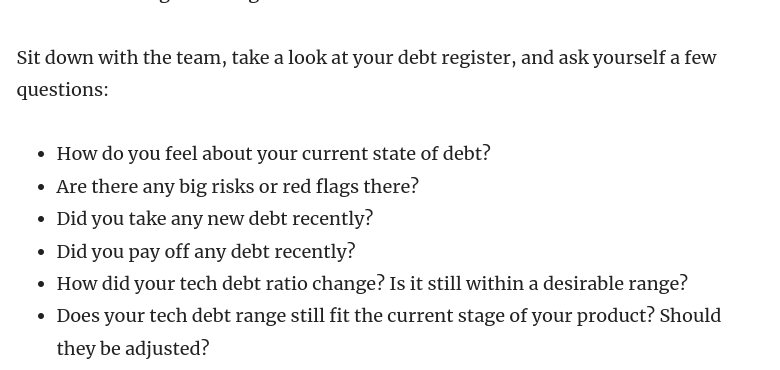 Sit down with the team, take a look at your debt register, and ask yourself a few
questions:
• How do you feel about your current state of debt?
• Are there any big risks or red flags there?
• Did you take any new debt recently?
• Did you pay off any debt recently?
• How did your tech debt ratio change? Is it still within a desirable range?
• Does your tech debt range still fit the current stage of your product? Should
they be adjusted?